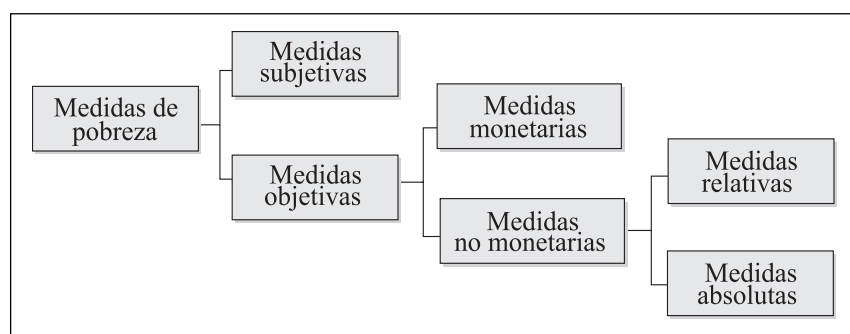 Medidas de
pobreza
Medidas
subjetivas
Medidas
objetivas
Medidas
monetarias
Medidas
no monetarias
Medidas
relativas
Medidas
absolutas